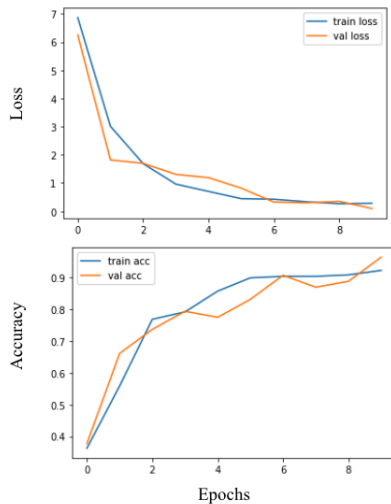 7
6
5
4
3
2
1
0
Loss
train loss
val loss
0 2 4 6 8
0.9
0.8
0.7
0.6
0.5
0.4
Accuracy
train acc
val acc
0 2 4 6 8
Epochs